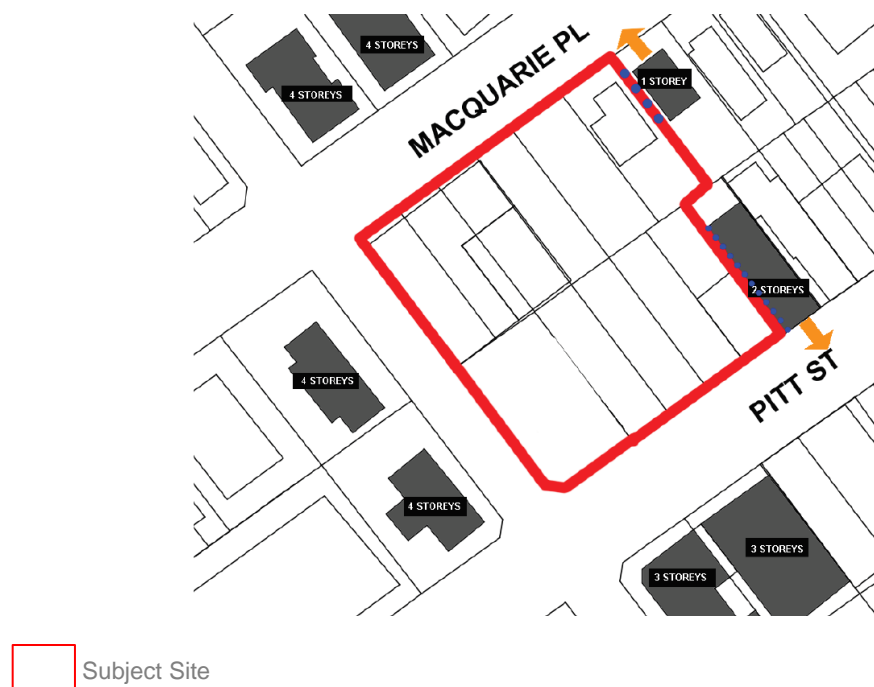 4 STOREYS
4 STOREYS
MACQUARIE PL
1 STOREY
2 STOREYS
4 STOREYS
PITT ST
4 STOREYS
3 STOREYS
3 STOREYS
Subject Site